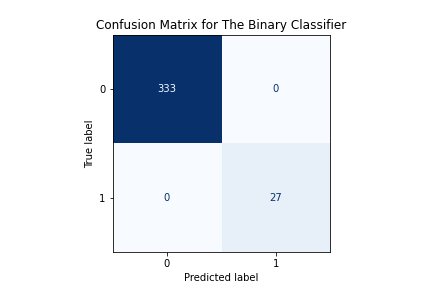 Confusion Matrix for The Binary Classifier
True label
0
333
0
1
0
27
0
1
Predicted label